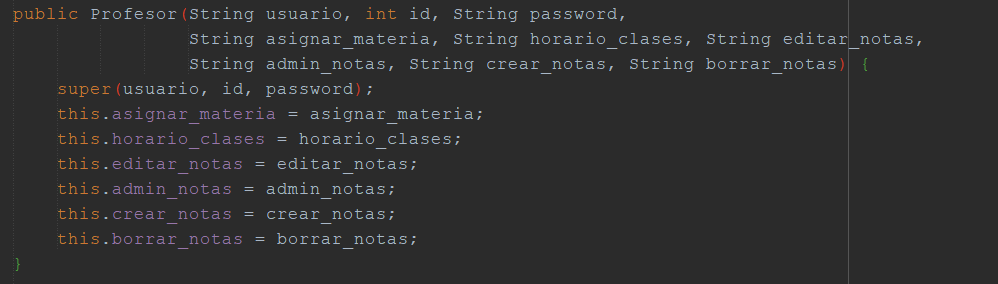 public Profesor(String usuario, int id, String password,
String asignar_materia, String horario_clases, String editar_notas,
String admin_notas, String crear_notas, String borrar_notas) {
super(usuario, id, password);
this.asignar_materia = asignar_materia;
this.horario_clases = horario_clases;
this.editar_notas = editar_notas;
this.admin_notas = admin_notas;
this.crear_notas = crear_notas;
this.borrar_notas = borrar_notas;
}